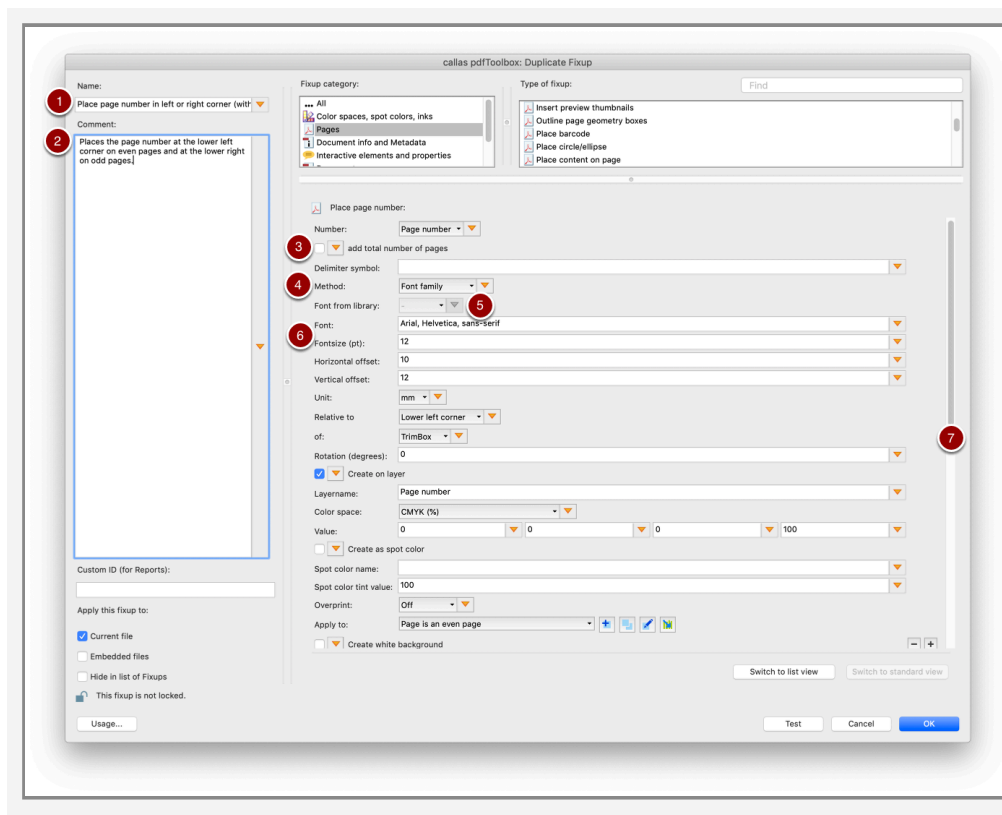 callas pdfToolbox: Duplicate Fixup
Name:
1
Place page number in left or right corner (with
Comment:
2
Places the page number at the lower left
corner on even pages and at the lower right
on odd pages.
Custom ID (for Reports):
Apply this fixup to:
Current file
Embedded files
Hide in list of Fixups
This fixup is not locked.
Usage...
Fixup category:
... All
Color spaces, spot colors, inks
Pages
Document info and Metadata
Interactive elements and properties
Type of fixup:
Find
Insert preview thumbnails
Outline page geometry boxes
Place barcode
Place circle/ellipse
Place content on page
Place page number:
Number: Page number
3
add total number of pages
Delimiter symbol:
4
Method: Font family
Font from library: -
5
6
Font: Arial, Helvetica, sans-serif
Fontsize (pt): 12
Horizontal offset: 10
Vertical offset: 12
Unit: mm
Relative to Lower left corner
of: TrimBox
7
Rotation (degrees): 0
Create on layer
Layername: Page number
Color space: CMYK (%)
Value: 0 0 0 100
Create as spot color
Spot color name:
Spot color tint value: 100
Overprint: Off
Apply to: Page is an even page
Create white background
Switch to list view Switch to standard view
Test Cancel OK